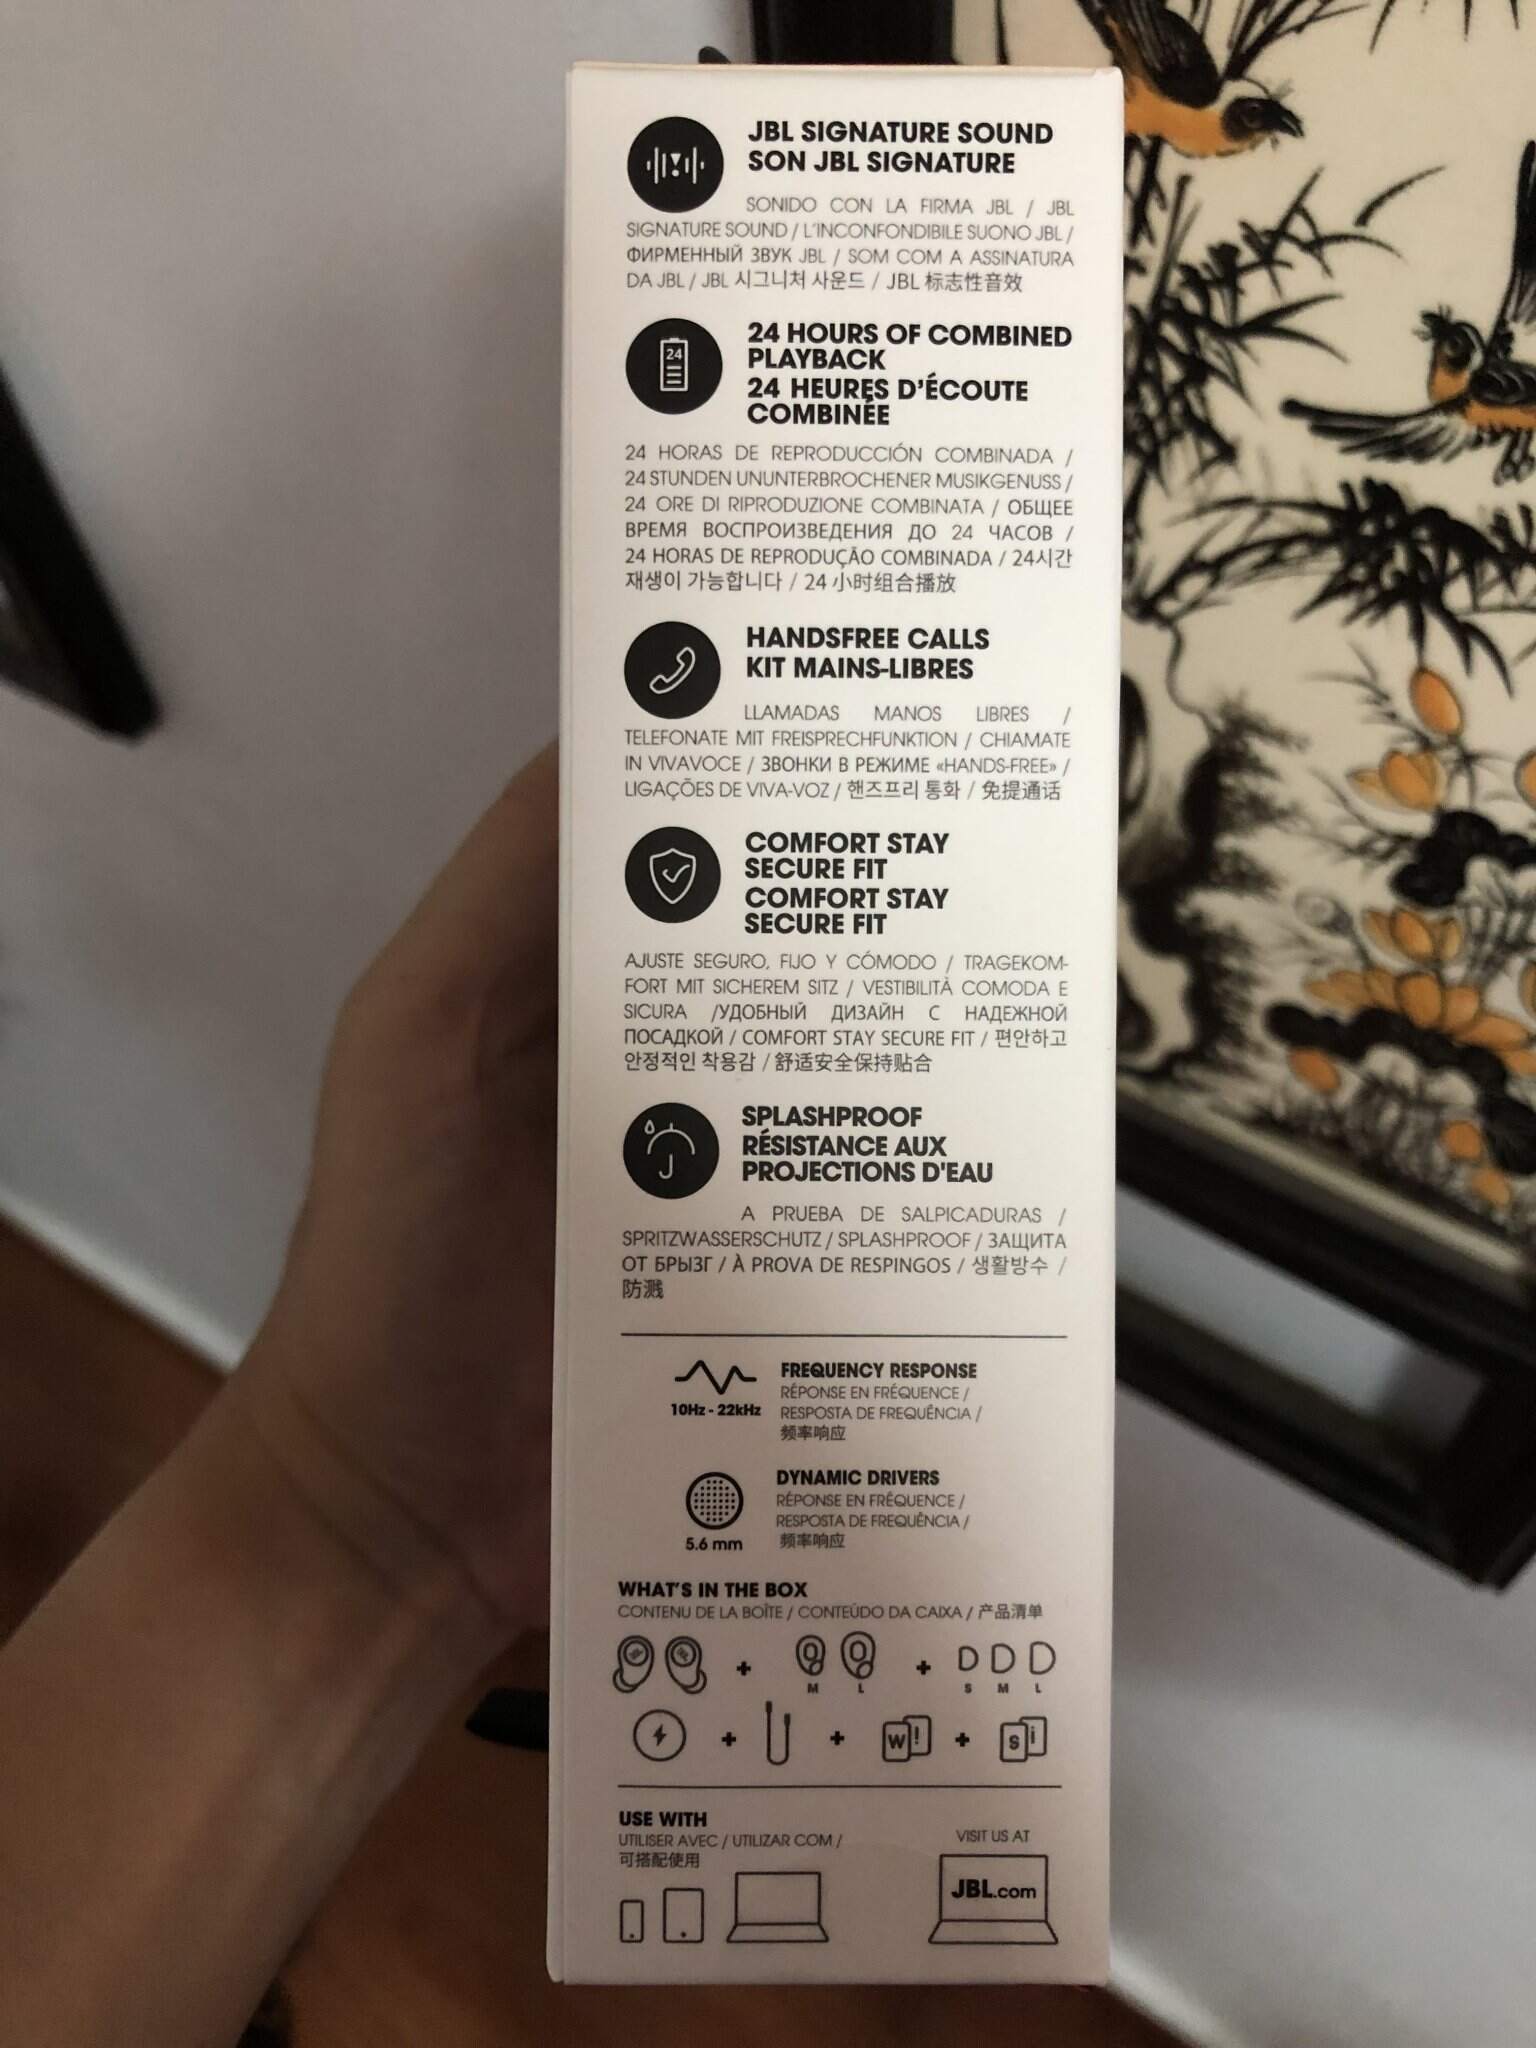 JBL SIGNATURE SOUND
SON JBL SIGNATURE
SONIDO CON LA FIRMA JBL / JBL
SIGNATURE SOUND / L'INCONFONDIBILE SUONO JBL /
ФИРМЕННЫЙ ЗВУК JBL / SOM COM A ASSINATURA
DA JBL / JBL 시그니처 사운드 / JBL 标志性音效
24
24 HOURS OF COMBINED
PLAYBACK
24 HEURES D'ÉCOUTE
COMBINÉE
24 HORAS DE REPRODUCCIÓN COMBINADA /
24 STUNDEN UNUNTERBROCHENER MUSIKGENUSS /
24 ORE DI RIPRODUZIONE COMBINATA / ОБЩЕЕ
ВРЕМЯ ВОСПРОИЗВЕДЕНИЯ ДО 24 ЧАСОВ /
24 HORAS DE REPRODUÇÃO COMBINADA / 24시간
재생이 가능합니다 / 24 小时组合播放
HANDSFREE CALLS
KIT MAINS-LIBRES
LLAMADAS MANOS LIBRES /
TELEFONATE MIT FREISPRECHFUNKTION / CHIAMATE
IN VIVAVOCE / ЗВОНКИ В РЕЖИМЕ «HANDS-FREE» /
LIGAÇÕES DE VIVA-VOZ / 핸즈프리 통화 / 免提通话
COMFORT STAY
SECURE FIT
COMFORT STAY
SECURE FIT
AJUSTE SEGURO, FIJO Y CÓMODO / TRAGEKOM-
FORT MIT SICHEREM SITZ / VESTIBILITÀ COMODA E
SICURA /УДОБНЫЙ ДИЗАЙН С НАДЕЖНОЙ
ПОСАДКОЙ / COMFORT STAY SECURE FIT / 편안하고
안정적인 착용감 / 舒适安全保持贴合
SPLASHPROOF
RÉSISTANCE AUX
PROJECTIONS D'EAU
A PRUEBA DE SALPICADURAS /
SPRITZWASSERSCHUTZ / SPLASHPROOF / ЗАЩИТА
ОТ БРЫЗГ / À PROVA DE RESPINGOS / 생활방수 /
防溅
FREQUENCY RESPONSE
RÉPONSE EN FRÉQUENCE /
10Hz - 22kHz RESPOSTA DE FREQUÊNCIA /
频率响应
DYNAMIC DRIVERS
RÉPONSE EN FRÉQUENCE /
RESPOSTA DE FREQUÊNCIA /
5.6 mm 频率响应
WHAT'S IN THE BOX
CONTENU DE LA BOÎTE / CONTEÚDO DA CAIXA / 产品清单
JBL JBL + M L + S M L
+ + W ! + S i
USE WITH
UTILISER AVEC / UTILIZAR COM /
可搭配使用
VISIT US AT
JBL.com